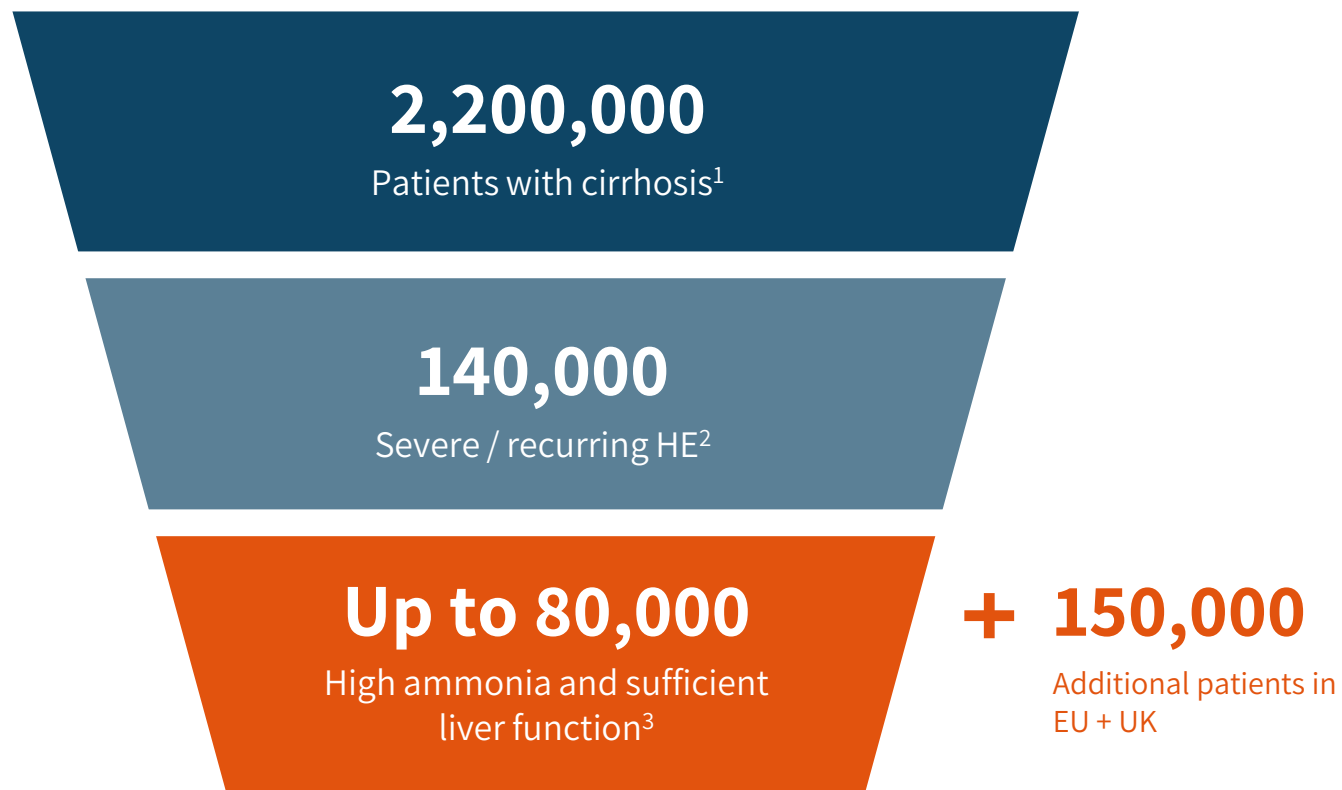 2,200,000
Patients with cirrhosis¹
140,000
Severe / recurring HE²
Up to 80,000
High ammonia and sufficient
liver function³
+ 150,000
Additional patients in
EU + UK